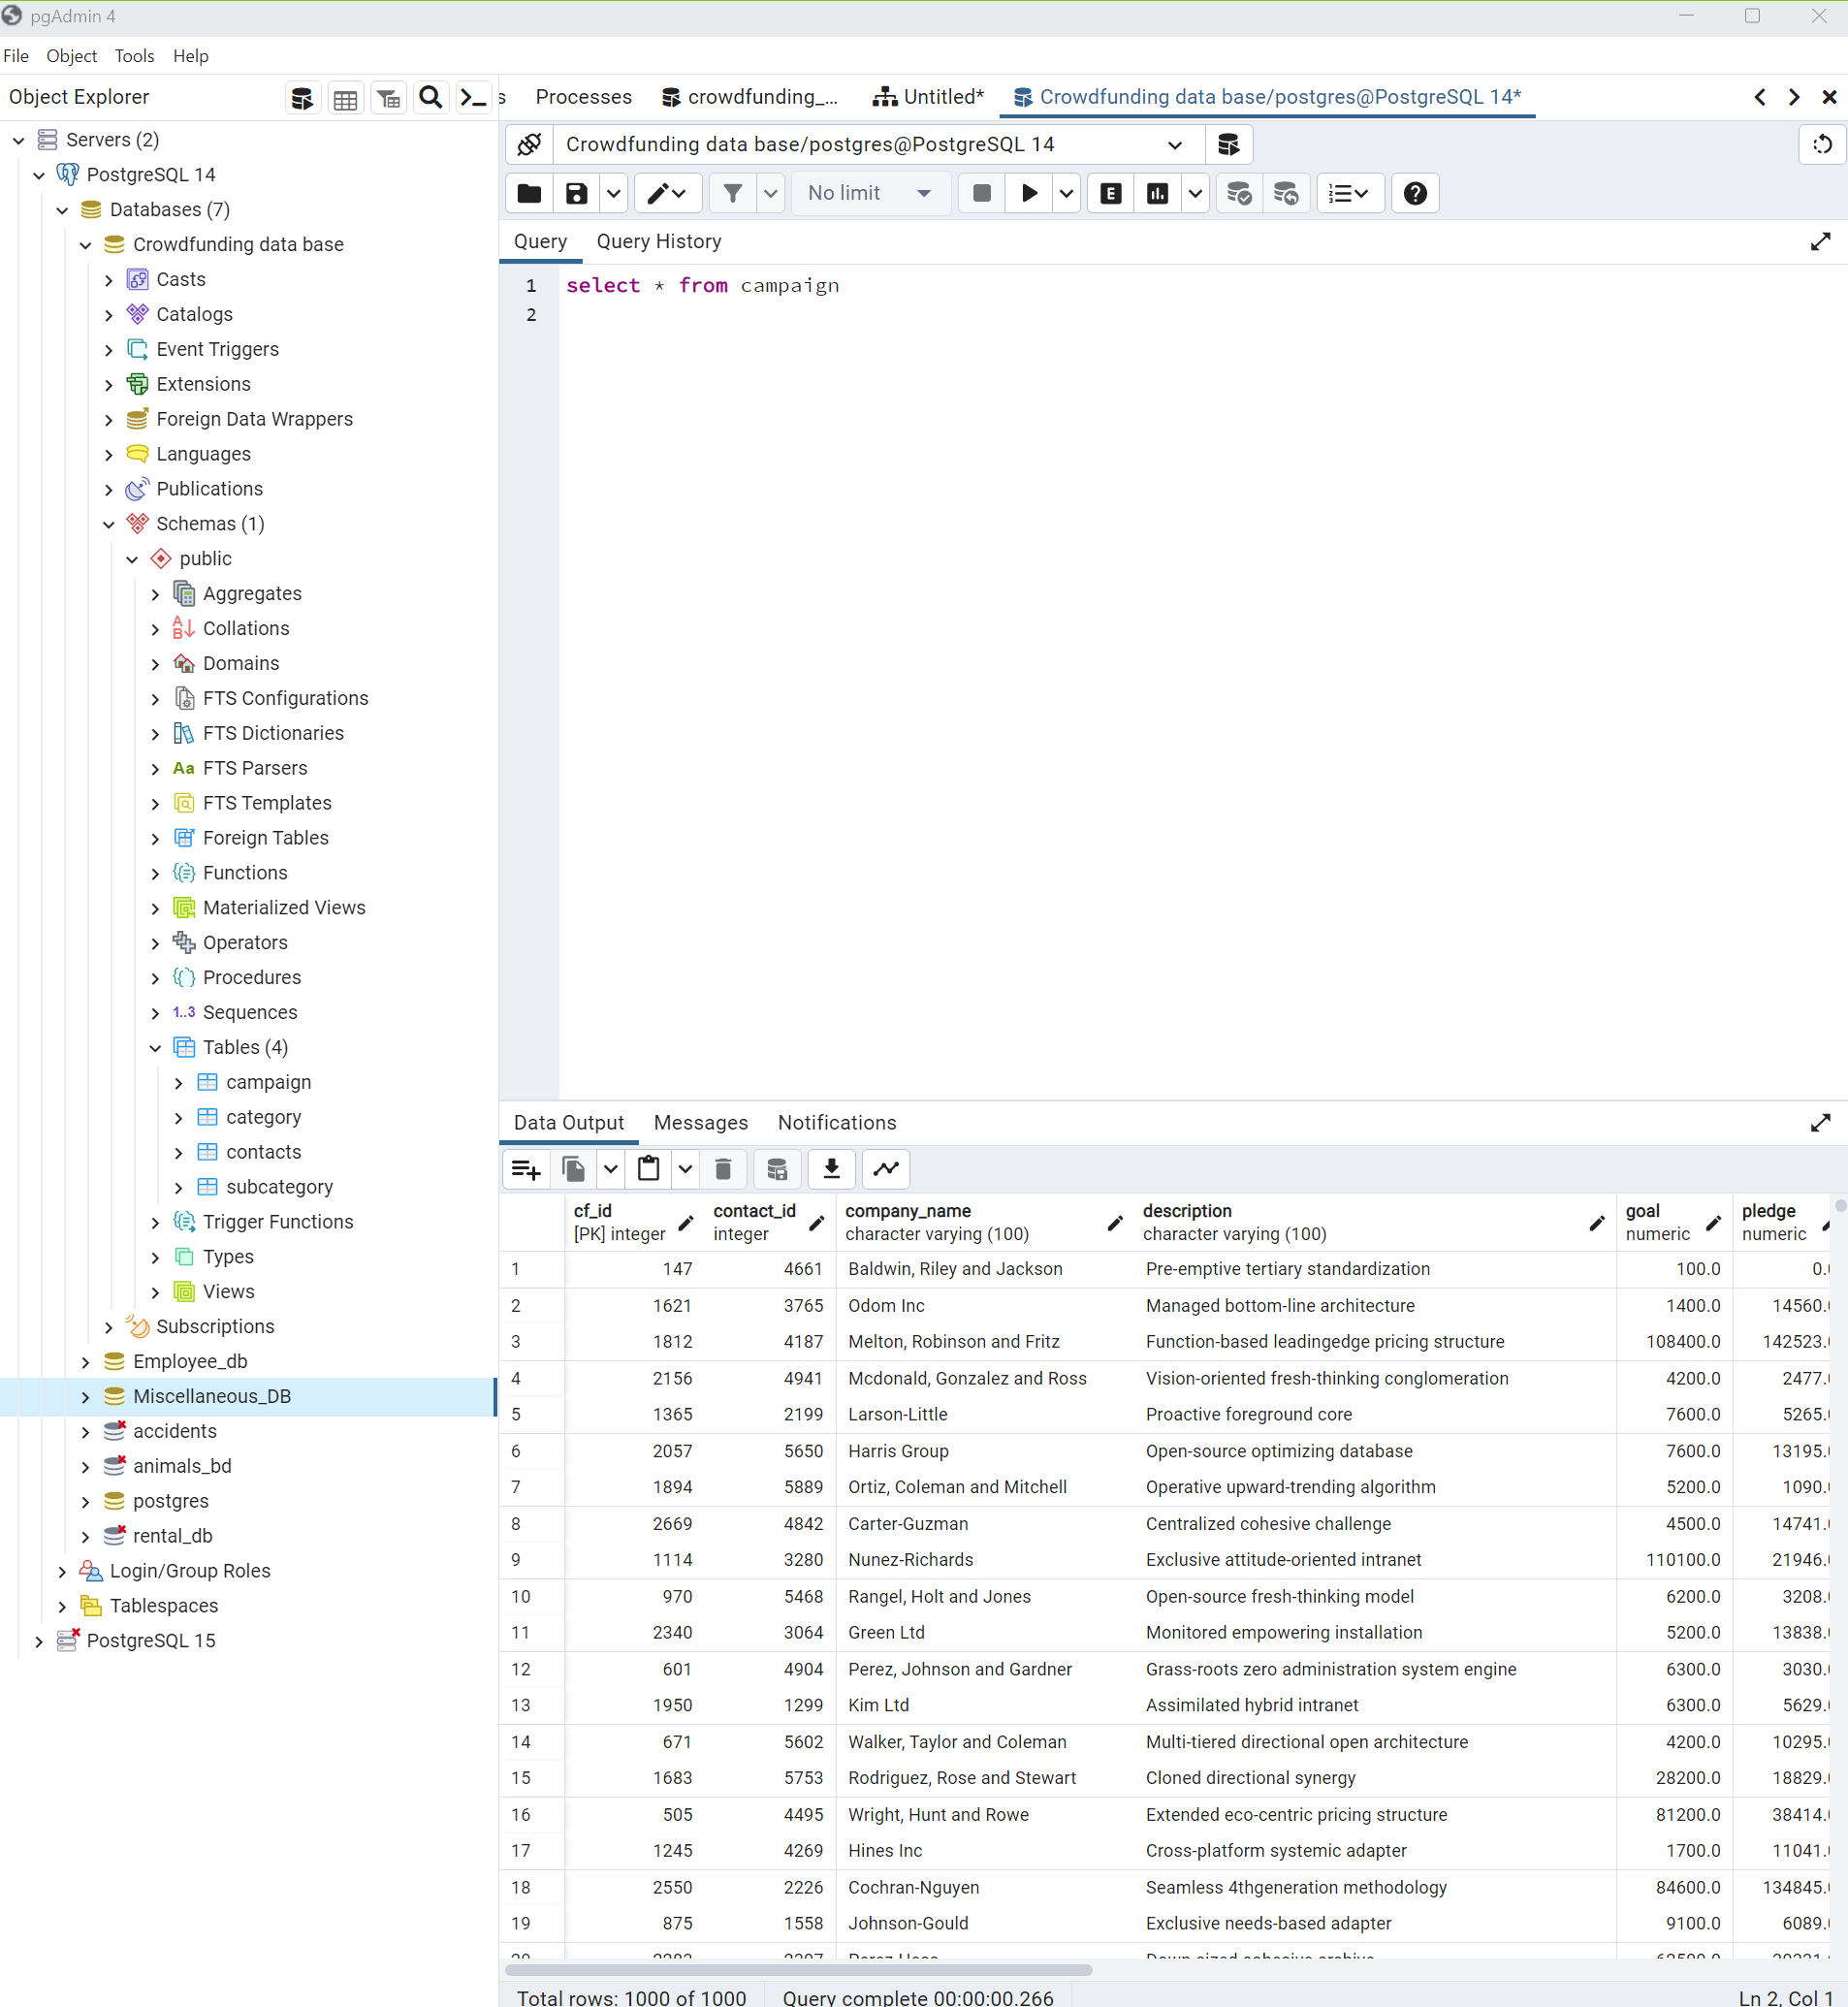 pgAdmin 4
File Object Tools Help
Object Explorer
s Processes crowdfunding_... Untitled* Crowdfunding data base/postgres@PostgreSQL 14*
Servers (2)
PostgreSQL 14
Databases (7)
Crowdfunding data base
Casts
Catalogs
Event Triggers
Extensions
Foreign Data Wrappers
Languages
Publications
Schemas (1)
public
Aggregates
Collations
Domains
FTS Configurations
FTS Dictionaries
Aa FTS Parsers
FTS Templates
Foreign Tables
Functions
Materialized Views
Operators
Procedures
1..3 Sequences
Tables (4)
campaign
category
contacts
subcategory
Trigger Functions
Types
Views
Subscriptions
Employee_db
Miscellaneous_DB
accidents
animals_bd
postgres
rental_db
Login/Group Roles
Tablespaces
PostgreSQL 15
Crowdfunding data base/postgres@PostgreSQL 14
No limit E
Query Query History
1 select * from campaign
2
Data Output Messages Notifications
cf_id contact_id company_name description goal pledge
[PK] integer integer character varying (100) character varying (100) numeric numeric
1 147 4661 Baldwin, Riley and Jackson Pre-emptive tertiary standardization 100.0 0.
2 1621 3765 Odom Inc Managed bottom-line architecture 1400.0 14560.
3 1812 4187 Melton, Robinson and Fritz Function-based leadingedge pricing structure 108400.0 142523.
4 2156 4941 Mcdonald, Gonzalez and Ross Vision-oriented fresh-thinking conglomeration 4200.0 2477.
5 1365 2199 Larson-Little Proactive foreground core 7600.0 5265.
6 2057 5650 Harris Group Open-source optimizing database 7600.0 13195.
7 1894 5889 Ortiz, Coleman and Mitchell Operative upward-trending algorithm 5200.0 1090.
8 2669 4842 Carter-Guzman Centralized cohesive challenge 4500.0 14741.
9 1114 3280 Nunez-Richards Exclusive attitude-oriented intranet 110100.0 21946.
10 970 5468 Rangel, Holt and Jones Open-source fresh-thinking model 6200.0 3208.
11 2340 3064 Green Ltd Monitored empowering installation 5200.0 13838.
12 601 4904 Perez, Johnson and Gardner Grass-roots zero administration system engine 6300.0 3030.
13 1950 1299 Kim Ltd Assimilated hybrid intranet 6300.0 5629.
14 671 5602 Walker, Taylor and Coleman Multi-tiered directional open architecture 4200.0 10295.
15 1683 5753 Rodriguez, Rose and Stewart Cloned directional synergy 28200.0 18829.
16 505 4495 Wright, Hunt and Rowe Extended eco-centric pricing structure 81200.0 38414.
17 1245 4269 Hines Inc Cross-platform systemic adapter 1700.0 11041.
18 2550 2226 Cochran-Nguyen Seamless 4thgeneration methodology 84600.0 134845.
19 875 1558 Johnson-Gould Exclusive needs-based adapter 9100.0 6089.
Total rows: 1000 of 1000 Query complete 00:00:00.266 Ln 2, Col 1